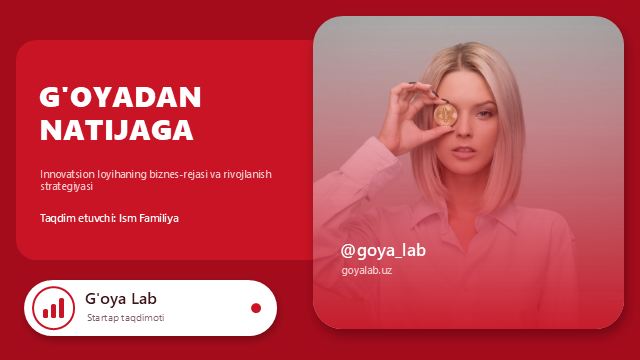 G'OYADAN
NATIJAGA
Innovatsion loyihaning biznes-rejasi va rivojlanish
strategiyasi
Taqdim etuvchi: Ism Familiya
@goya_lab
goyalab.uz
G'oya Lab
Startap taqdimoti